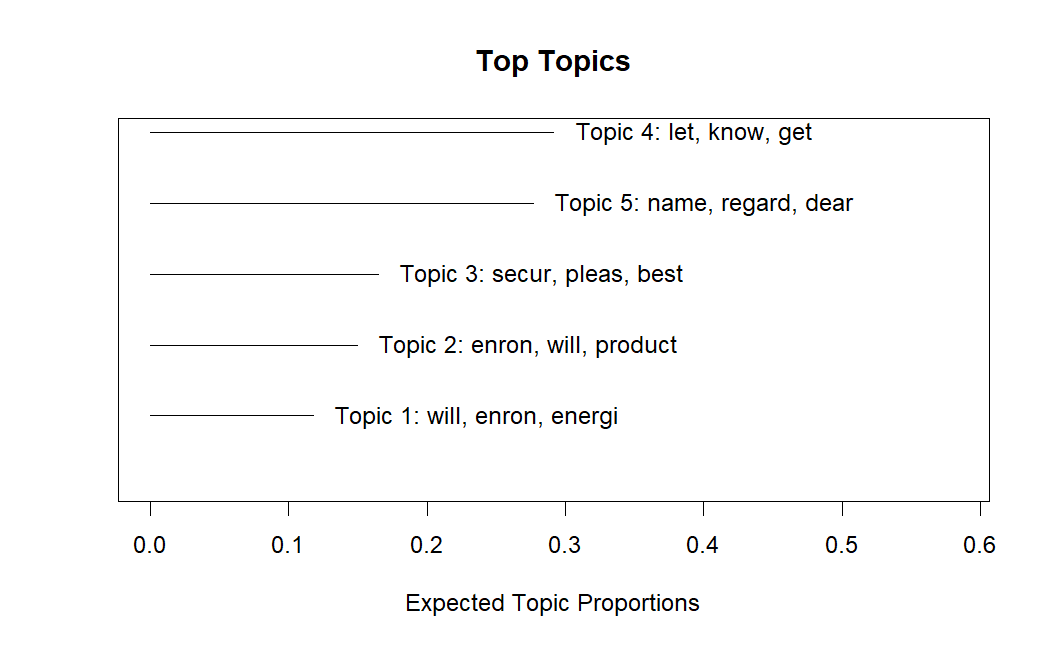 Top Topics
Topic 4: let, know, get
Topic 5: name, regard, dear
Topic 3: secur, pleas, best
Topic 2: enron, will, product
Topic 1: will, enron, energi
0.0 0.1 0.2 0.3 0.4 0.5 0.6
Expected Topic Proportions